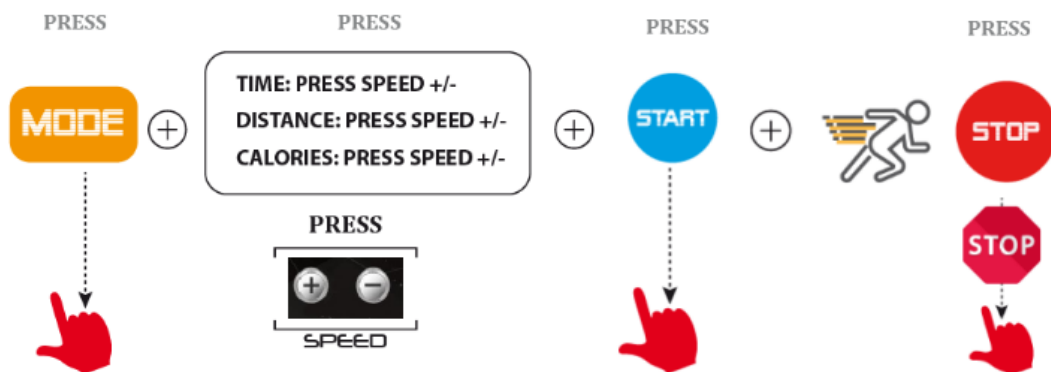 PRESS
PRESS
PRESS
PRESS
MODE
TIME: PRESS SPEED +/-
DISTANCE: PRESS SPEED +/-
CALORIES: PRESS SPEED +/-
START
STOP
PRESS
+ −
SPEED
STOP